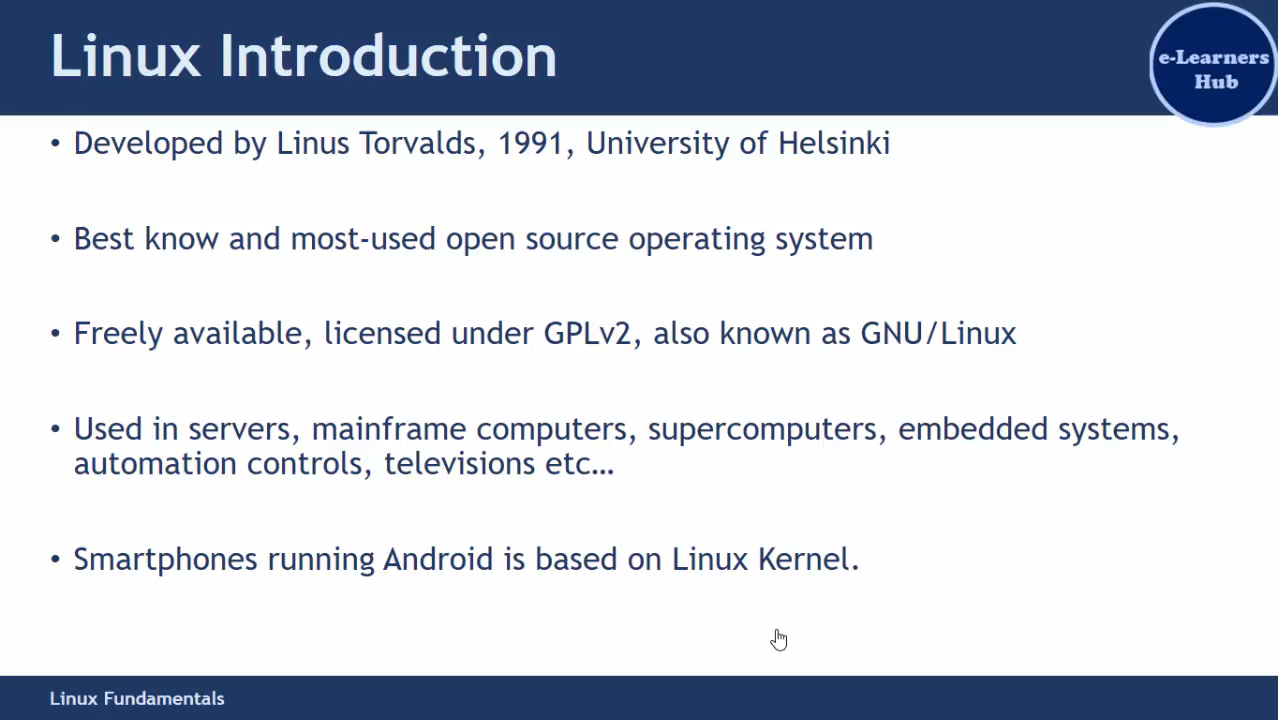 Linux Introduction
e-Learners
Hub
• Developed by Linus Torvalds, 1991, University of Helsinki
• Best know and most-used open source operating system
• Freely available, licensed under GPLv2, also known as GNU/Linux
• Used in servers, mainframe computers, supercomputers, embedded systems,
automation controls, televisions etc…
• Smartphones running Android is based on Linux Kernel.
Linux Fundamentals